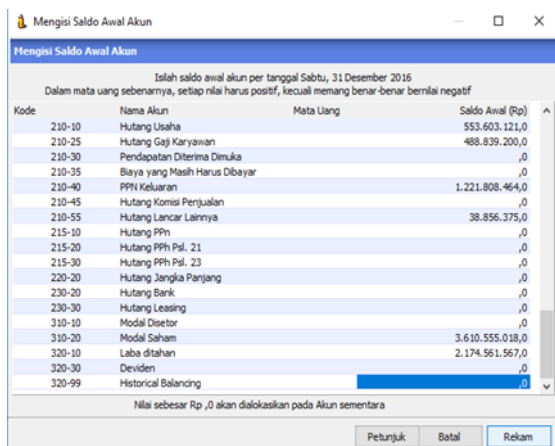 Mengisi Saldo Awal Akun
Mengisi Saldo Awal Akun
Isilah saldo awal akun per tanggal Sabtu, 31 Desember 2016
Dalam mata uang sebenarnya, setiap nilai harus positif, kecuali memang benar-benar bernilai negatif
Kode Nama Akun Mata Uang Saldo Awal (Rp)
210-10 Hutang Usaha 553.603.121,0
210-25 Hutang Gaji Karyawan 488.839.200,0
210-30 Pendapatan Diterima Dimuka ,0
210-35 Biaya yang Masih Harus Dibayar ,0
210-40 PPN Keluaran 1.221.808.464,0
210-45 Hutang Komisi Penjualan ,0
210-55 Hutang Lancar Lainnya 38.856.375,0
215-10 Hutang PPn ,0
215-20 Hutang PPh Psl. 21 ,0
215-30 Hutang PPh Psl. 23 ,0
220-20 Hutang Jangka Panjang ,0
230-20 Hutang Bank ,0
230-30 Hutang Leasing ,0
310-10 Modal Disetor ,0
310-20 Modal Saham 3.610.555.018,0
320-10 Laba ditahan 2.174.561.567,0
320-30 Deviden ,0
320-99 Historical Balancing ,0
Nilai sebesar Rp ,0 akan dialokasikan pada Akun sementara
Petunjuk Batal Rekam